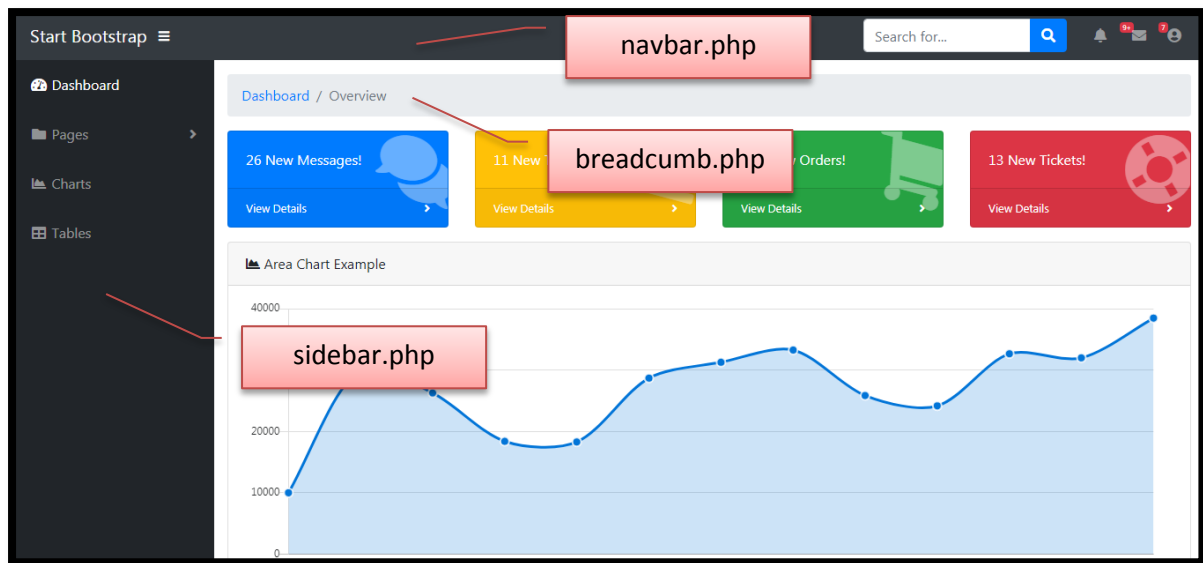 Start Bootstrap
navbar.php
Search for...
9+
7
Dashboard
Dashboard / Overview
Pages
26 New Messages!
11 New
breadcumb.php
Orders!
13 New Tickets!
Charts
View Details
View Details
View Details
View Details
Tables
Area Chart Example
40000
sidebar.php
20000
10000
0